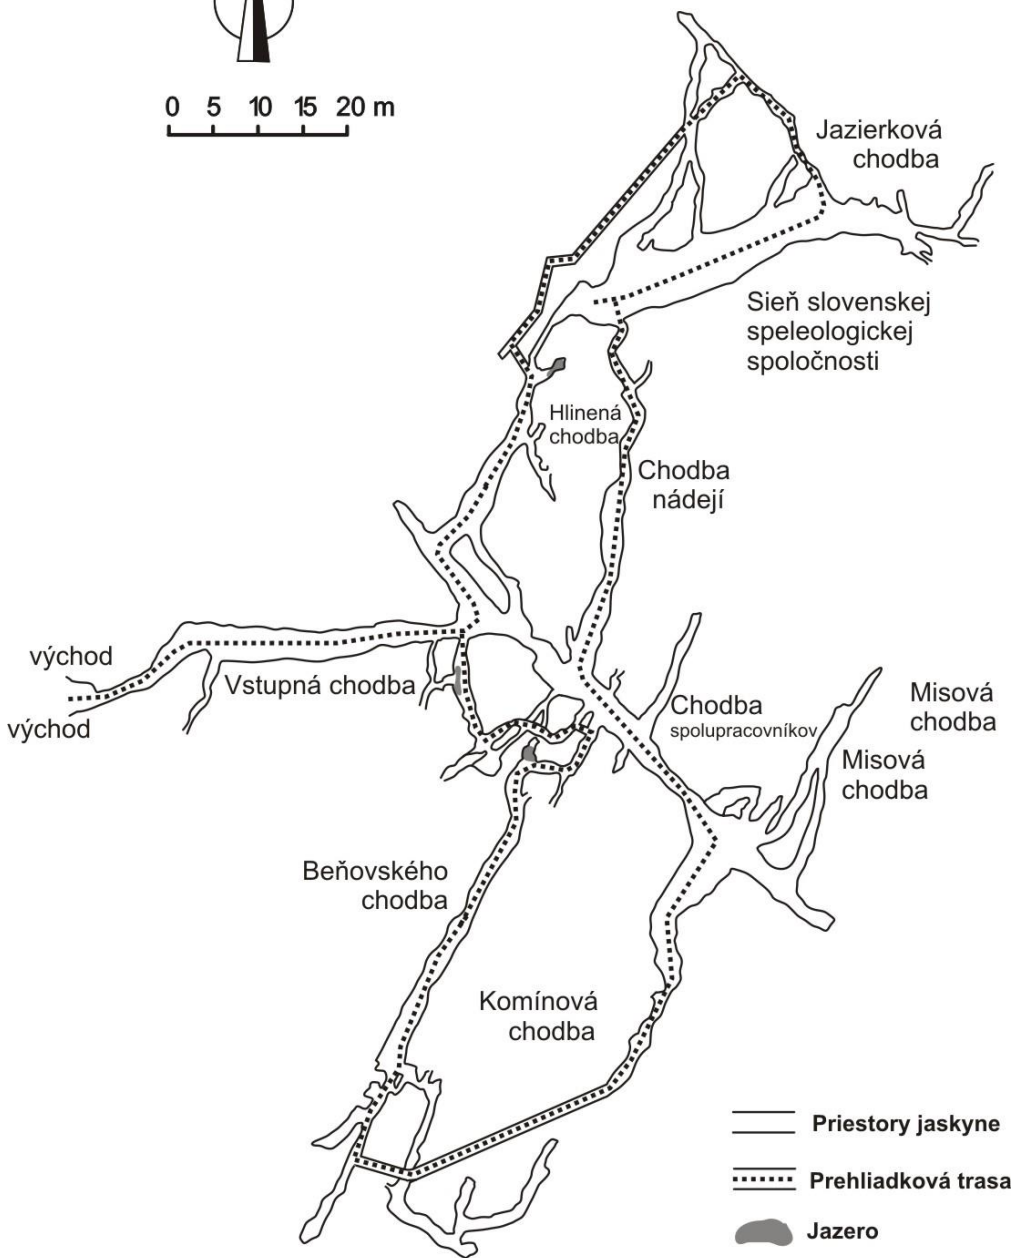 0 5 10 15 20 m
Jazierková
chodba
Sieň slovenskej
speleologickej
spoločnosti
Hlinená
chodba
Chodba
nádejí
východ
východ
Vstupná chodba
Chodba
spolupracovníkov
Misová
chodba
Misová
chodba
Beňovského
chodba
Komínová
chodba
Priestory jaskyne
Prehliadková trasa
Jazero